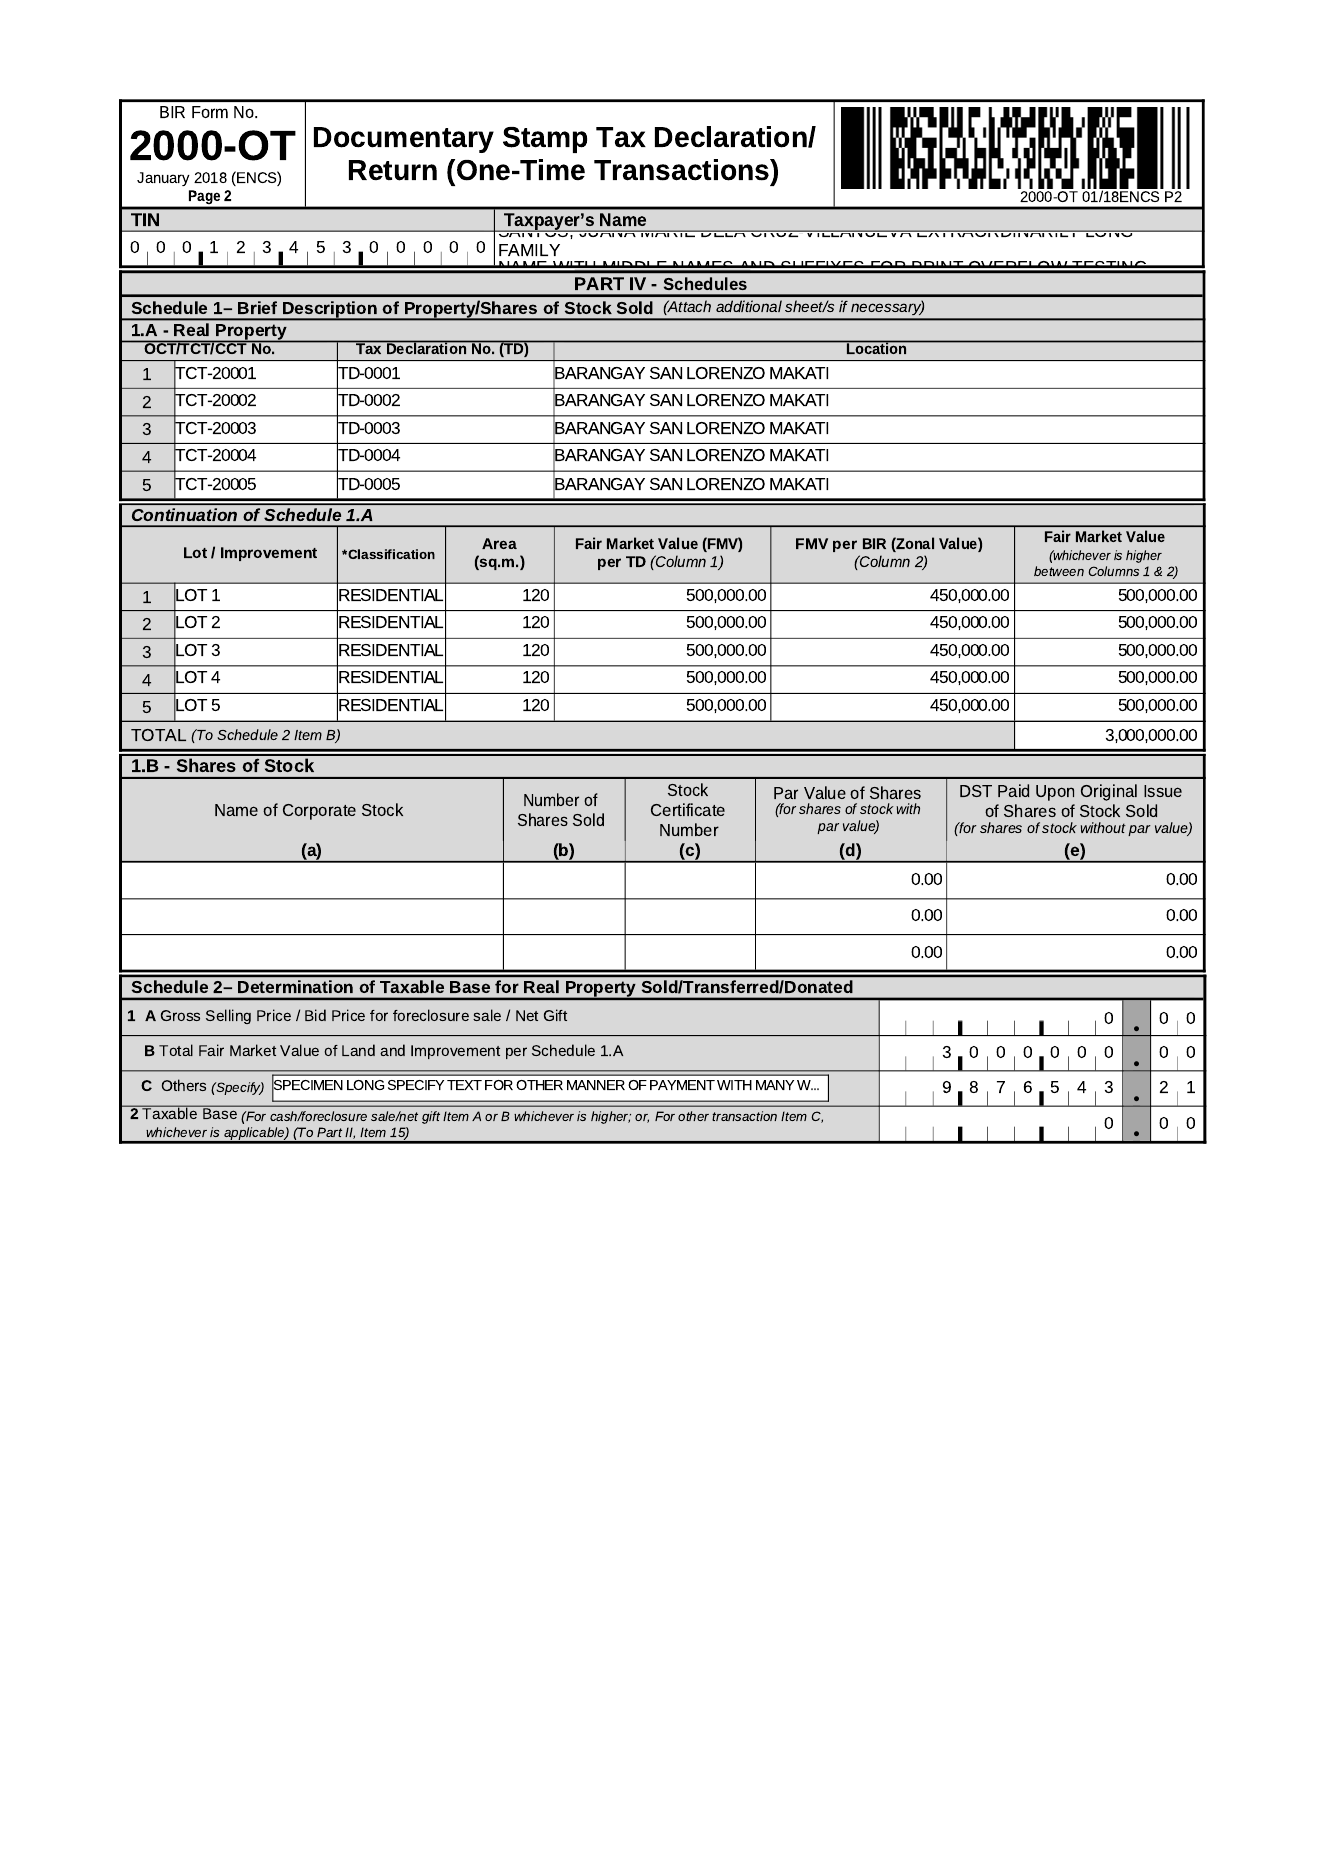 BIR Form No.
2000-OT
January 2018 (ENCS)
Page 2
Documentary Stamp Tax Declaration/
Return (One-Time Transactions)
2000-OT 01/18ENCS P2
TIN Taxpayer's Name
0 0 0 1 2 3 4 5 3 0 0 0 0 0
SANTOS, JUANA MARIE DELA CRUZ VILLANUEVA EXTRAORDINARILY LONG
FAMILY
NAME WITH MIDDLE NAMES AND SUFFIXES FOR PRINT OVERFLOW TESTING
PART IV - Schedules
Schedule 1– Brief Description of Property/Shares of Stock Sold (Attach additional sheet/s if necessary)
1.A - Real Property
OCT/TCT/CCT No. Tax Declaration No. (TD) Location
1 TCT-20001 TD-0001 BARANGAY SAN LORENZO MAKATI
2 TCT-20002 TD-0002 BARANGAY SAN LORENZO MAKATI
3 TCT-20003 TD-0003 BARANGAY SAN LORENZO MAKATI
4 TCT-20004 TD-0004 BARANGAY SAN LORENZO MAKATI
5 TCT-20005 TD-0005 BARANGAY SAN LORENZO MAKATI
Continuation of Schedule 1.A
Lot / Improvement *Classification
Area
(sq.m.)
Fair Market Value (FMV)
per TD (Column 1)
FMV per BIR (Zonal Value)
(Column 2)
Fair Market Value
(whichever is higher
between Columns 1 & 2)
1 LOT 1 RESIDENTIAL 120 500,000.00 450,000.00 500,000.00
2 LOT 2 RESIDENTIAL 120 500,000.00 450,000.00 500,000.00
3 LOT 3 RESIDENTIAL 120 500,000.00 450,000.00 500,000.00
4 LOT 4 RESIDENTIAL 120 500,000.00 450,000.00 500,000.00
5 LOT 5 RESIDENTIAL 120 500,000.00 450,000.00 500,000.00
TOTAL (To Schedule 2 Item B) 3,000,000.00
1.B - Shares of Stock
Name of Corporate Stock
(a)
Number of
Shares Sold
(b)
Stock
Certificate
Number
(c)
Par Value of Shares
(for shares of stock with
par value)
(d)
DST Paid Upon Original Issue
of Shares of Stock Sold
(for shares of stock without par value)
(e)
0.00 0.00
0.00 0.00
0.00 0.00
Schedule 2– Determination of Taxable Base for Real Property Sold/Transferred/Donated
1 A Gross Selling Price / Bid Price for foreclosure sale / Net Gift 0 . 0 0
B Total Fair Market Value of Land and Improvement per Schedule 1.A 3 0 0 0 0 0 0 . 0 0
C Others (Specify) SPECIMEN LONG SPECIFY TEXT FOR OTHER MANNER OF PAYMENT WITH MANY W... 9 8 7 6 5 4 3 . 2 1
2 Taxable Base (For cash/foreclosure sale/net gift Item A or B whichever is higher; or, For other transaction Item C,
whichever is applicable) (To Part II, Item 15) 0 . 0 0